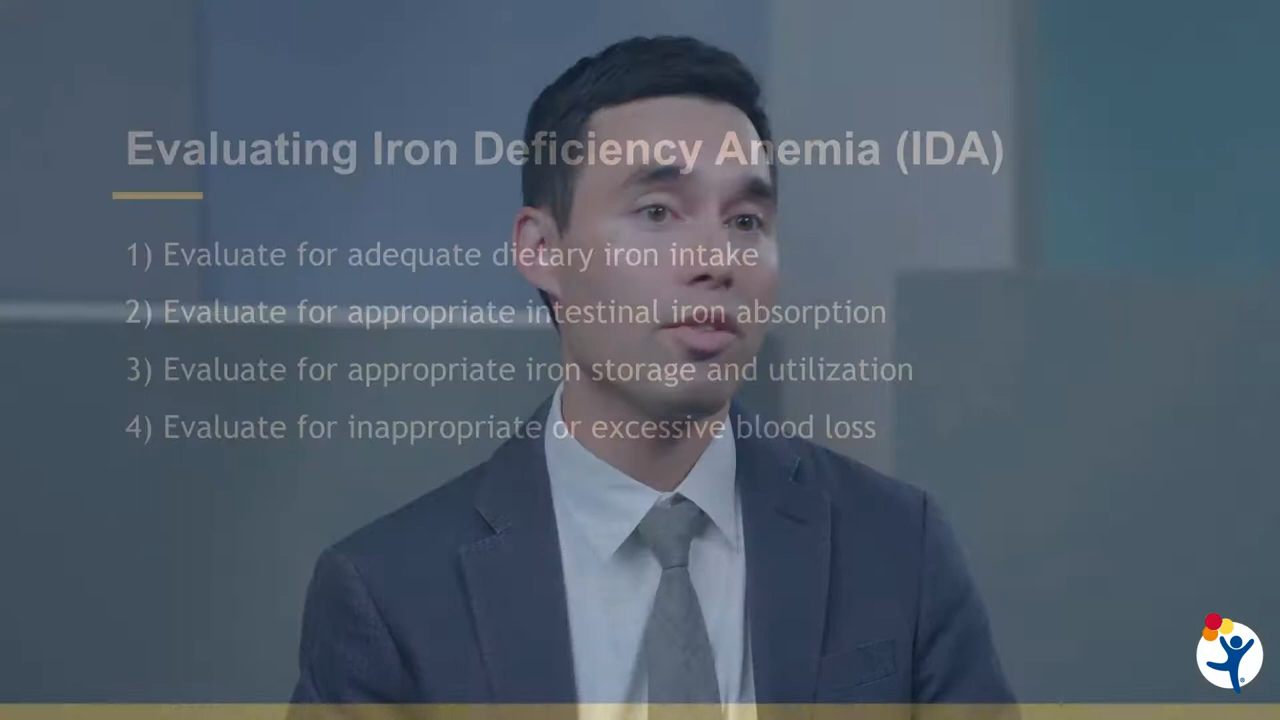 Evaluating Iron Deficiency Anemia (IDA)
1) Evaluate for adequate dietary iron intake
2) Evaluate for appropriate intestinal iron absorption
3) Evaluate for appropriate iron storage and utilization
4) Evaluate for inappropriate or excessive blood loss